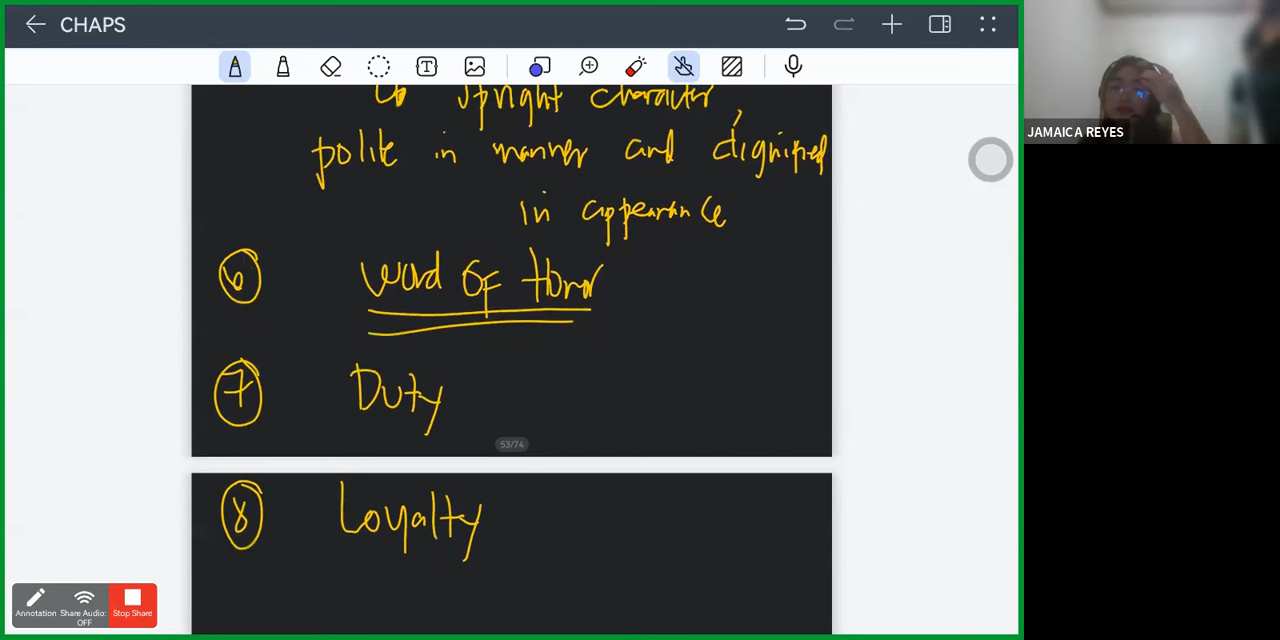 CHAPS
upright character,
polite in manner and dignified
in appearance
6 Word OF Honor
7 Duty
53/74
8 Loyalty
Annotation
Share Audio: OFF
Stop Share
JAMAICA REYES